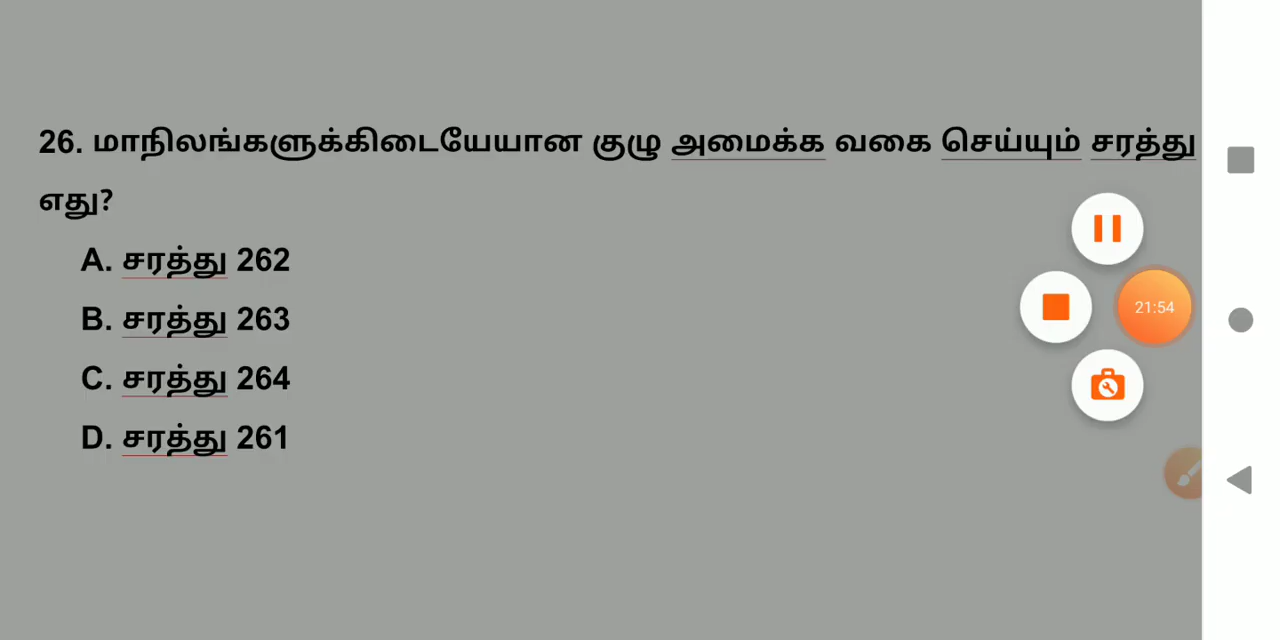 26. மாநிலங்களுக்கிடையேயான குழு அமைக்க வகை செய்யும் சரத்து
எது?
A. சரத்து 262
B. சரத்து 263
C. சரத்து 264
D. சரத்து 261
21:54